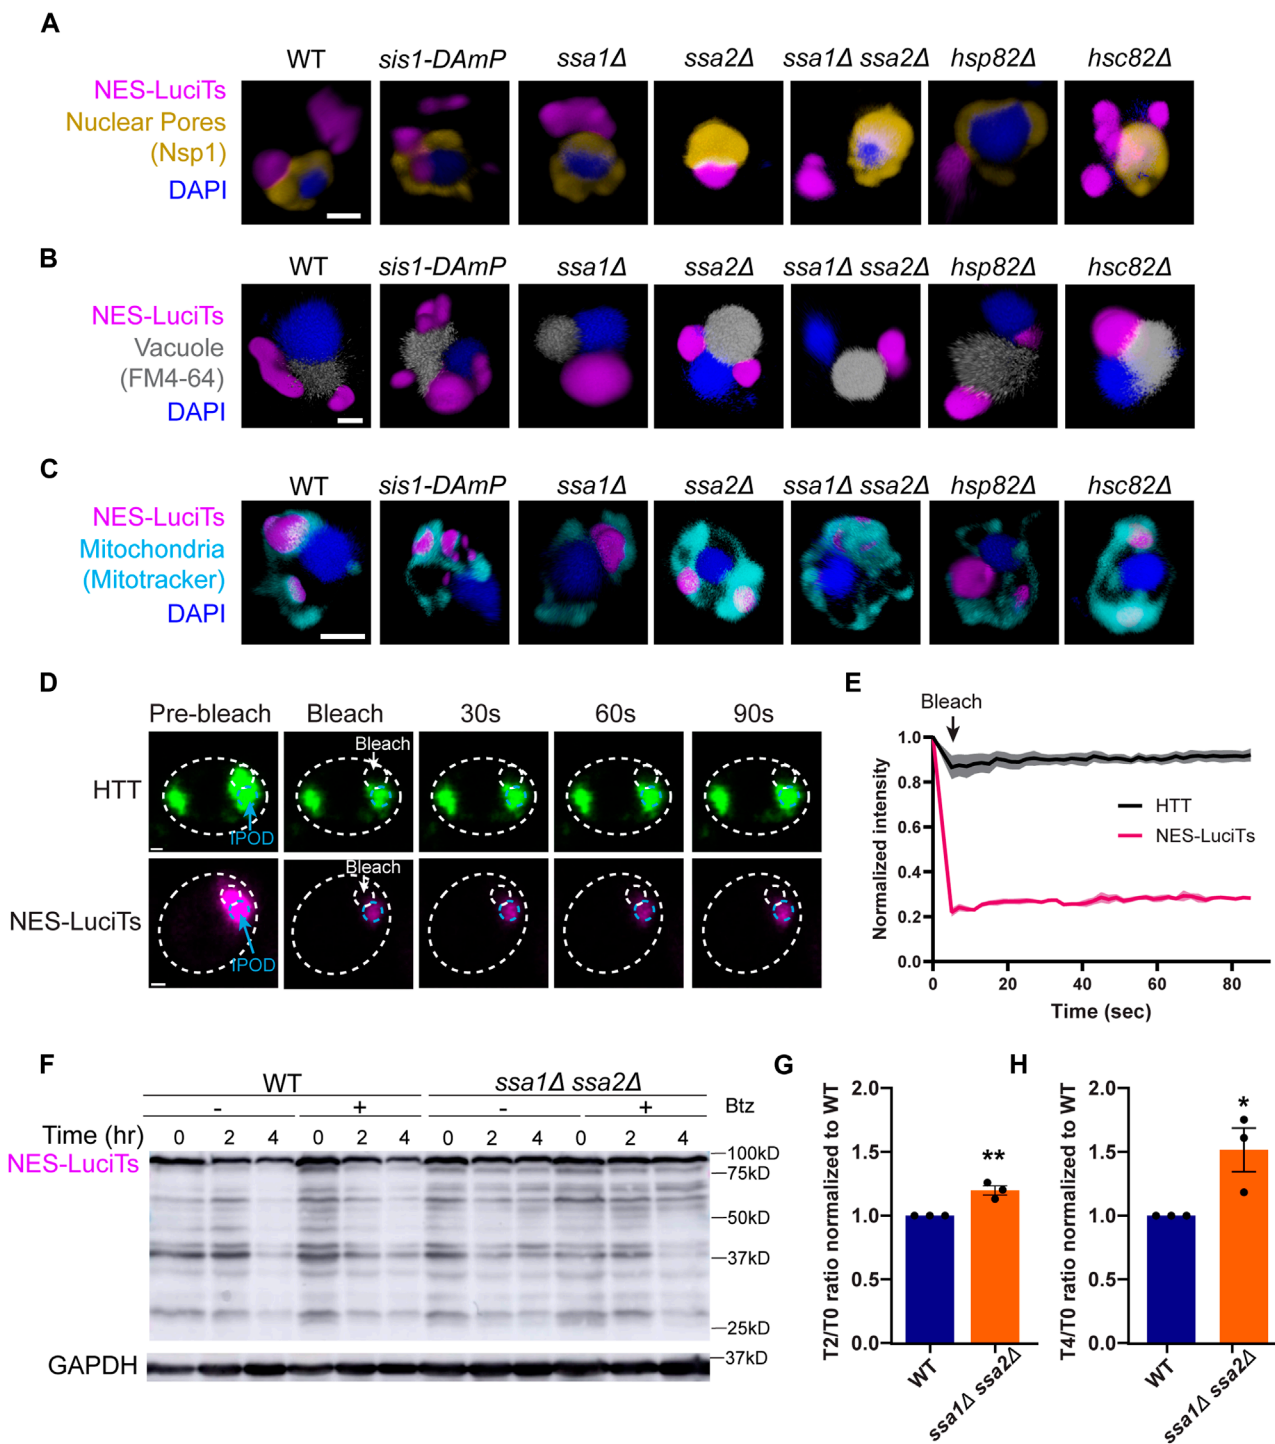 A
WT sis1-DAmP ssa1Δ ssa2Δ ssa1Δ ssa2Δ hsp82Δ hsc82Δ
NES-LuciTs
Nuclear Pores
(Nsp1)
DAPI
B
WT sis1-DAmP ssa1Δ ssa2Δ ssa1Δ ssa2Δ hsp82Δ hsc82Δ
NES-LuciTs
Vacuole
(FM4-64)
DAPI
C
WT sis1-DAmP ssa1Δ ssa2Δ ssa1Δ ssa2Δ hsp82Δ hsc82Δ
NES-LuciTs
Mitochondria
(Mitotracker)
DAPI
D
Pre-bleach Bleach 30s 60s 90s
HTT
Bleach
IPOD
NES-LuciTs
Bleach
IPOD
E
Bleach
Normalized intensity
1.0
0.8
0.6
0.4
0.2
0.0
HTT
NES-LuciTs
0 20 40 60 80
Time (sec)
F
WT ssa1Δ ssa2Δ
- + - + Btz
Time (hr) 0 2 4 0 2 4 0 2 4 0 2 4
NES-LuciTs
100kD
75kD
50kD
37kD
25kD
GAPDH
37kD
G
T2/T0 ratio normalized to WT
2.0
1.5
1.0
0.5
0.0
**
WT
ssa1Δ ssa2Δ
H
T4/T0 ratio normalized to WT
2.0
1.5
1.0
0.5
0.0
*
WT
ssa1Δ ssa2Δ